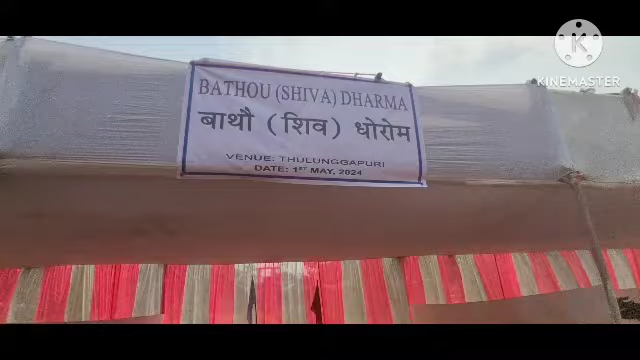 K
KINEMASTER
BATHOU (SHIVA) DHARMA
बाथौ (शिव) धोरोम
VENUE: THULUNGGAPURI
DATE: 1ST MAY, 2024